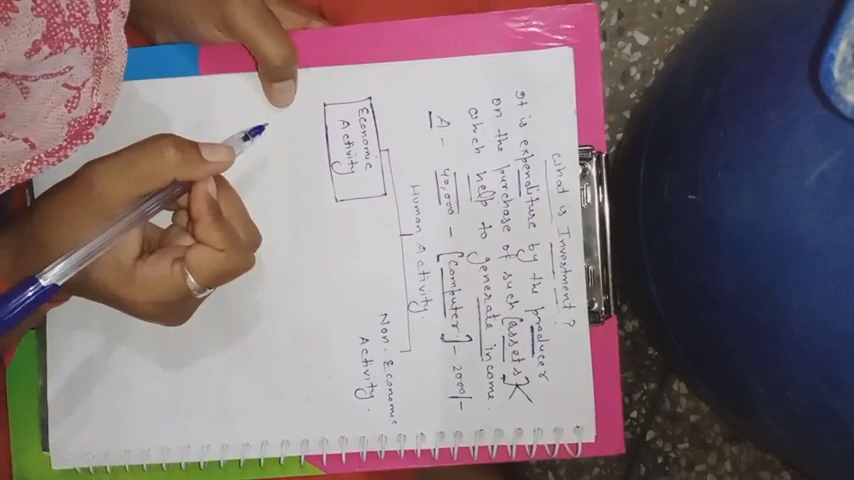 What is Investment?
It is expenditure by the producer
on the purchase of such [assets]
which help to generate income.
A - 40,000 - [computer] - 2000/-
Human Activity.
Economic
Activity
Non-Economic
Activity.